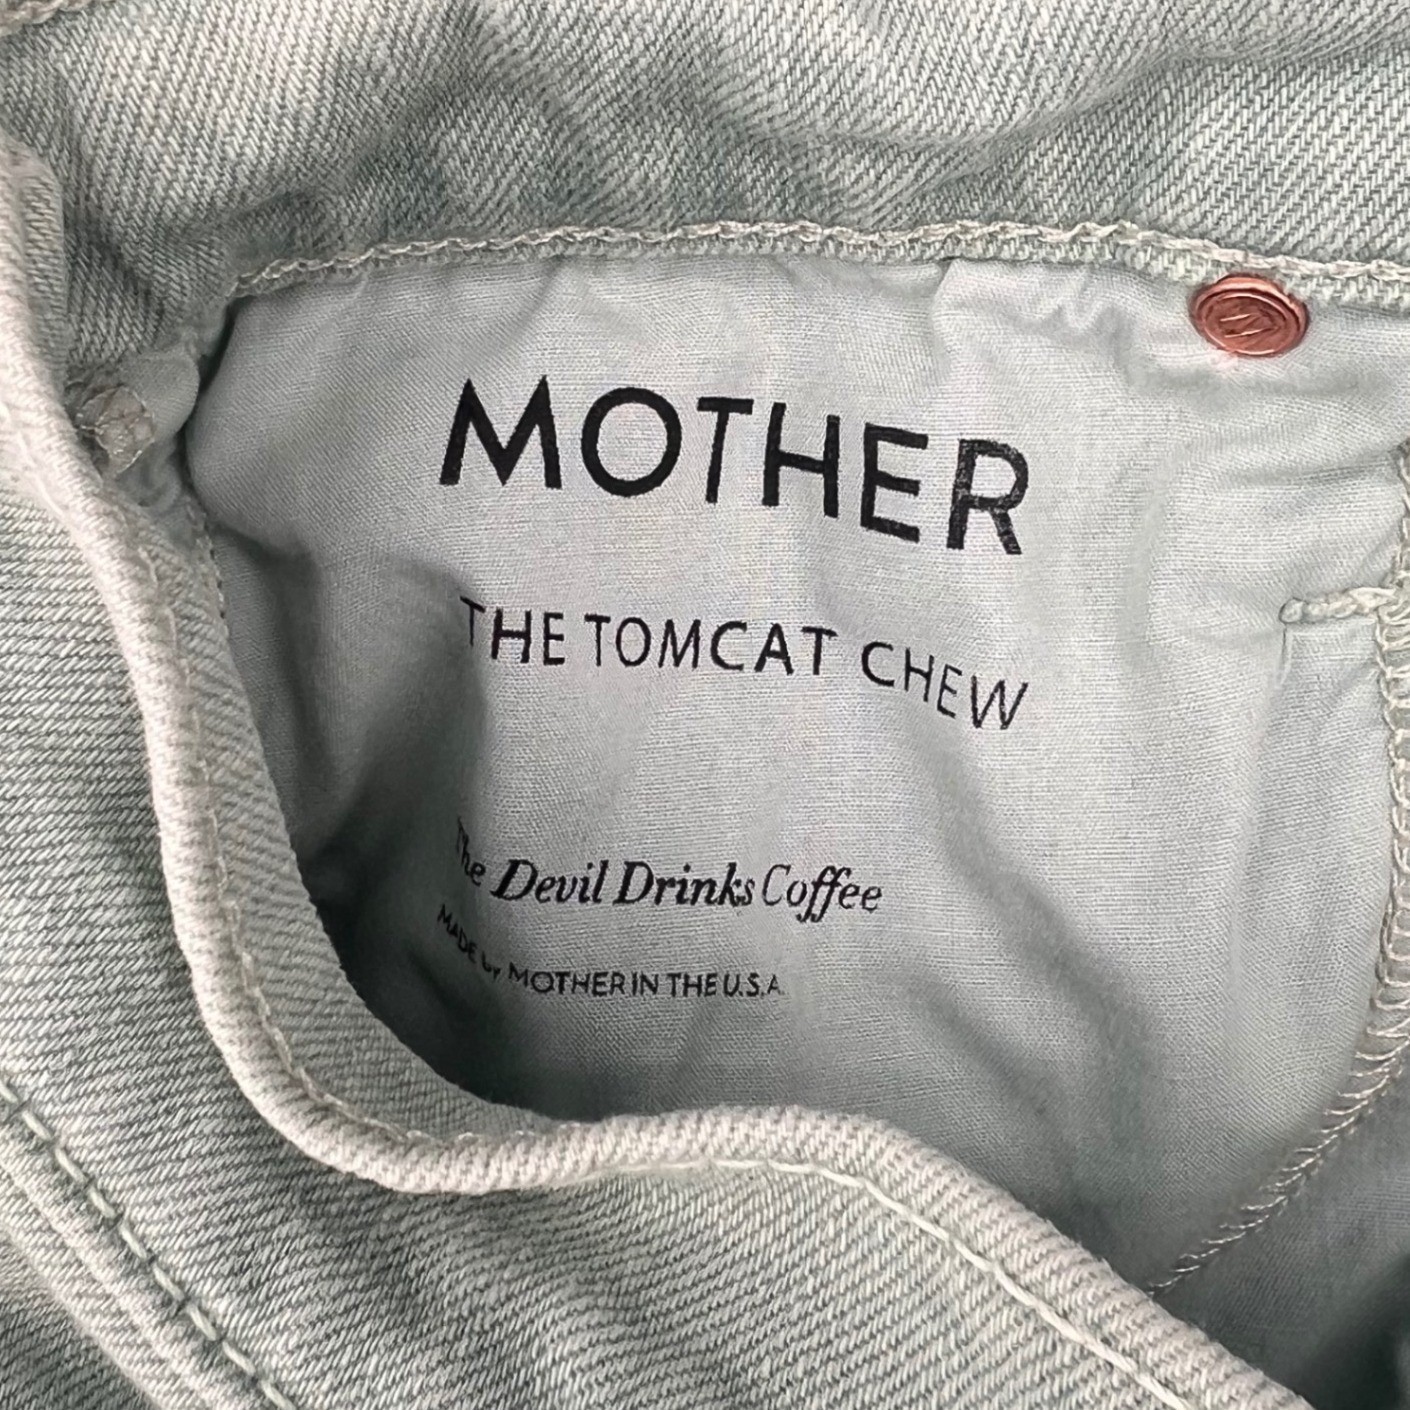 MOTHER
THE TOMCAT CHEW
The Devil Drinks Coffee
MADE by MOTHER IN THE U.S.A.